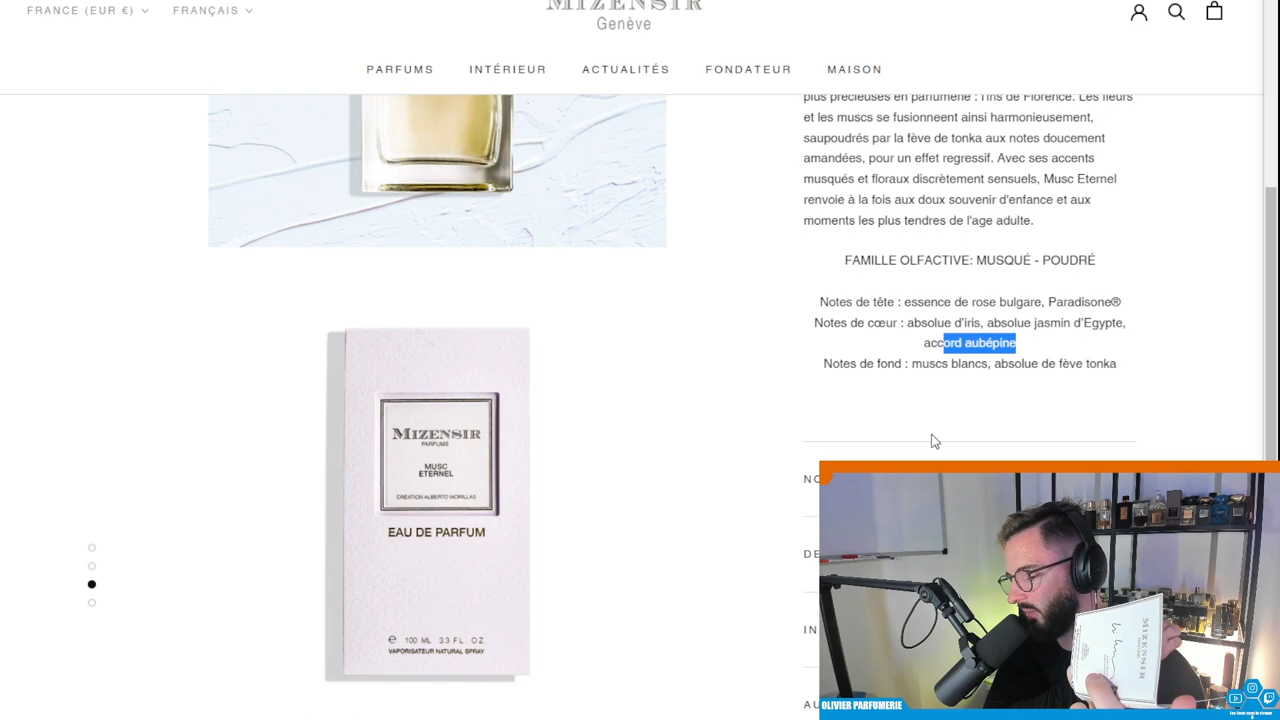 FRANCE (EUR €)
FRANÇAIS
MIZENSIR
Genève
PARFUMS
INTÉRIEUR
ACTUALITÉS
FONDATEUR
MAISON
plus précieuses en parfumerie : l'iris de Florence. Les fleurs
et les muscs se fusionneent ainsi harmonieusement,
saupoudrés par la fève de tonka aux notes doucement
amandées, pour un effet regressif. Avec ses accents
musqués et floraux discrètement sensuels, Musc Eternel
renvoie à la fois aux doux souvenir d'enfance et aux
moments les plus tendres de l'age adulte.
FAMILLE OLFACTIVE: MUSQUÉ - POUDRÉ
Notes de tête : essence de rose bulgare, Paradisone®
Notes de cœur : absolue d'iris, absolue jasmin d'Egypte,
accord aubépine
Notes de fond : muscs blancs, absolue de fève tonka
MIZENSIR
PARFUMS
MUSC
ETERNEL
CRÉATION ALBERTO MORILLAS
EAU DE PARFUM
e 100 ML 3.3 FL. OZ.
VAPORISATEUR NATURAL SPRAY
NO
DE
IN
AU
MIZENSIR
OLIVIER PARFUMERIE